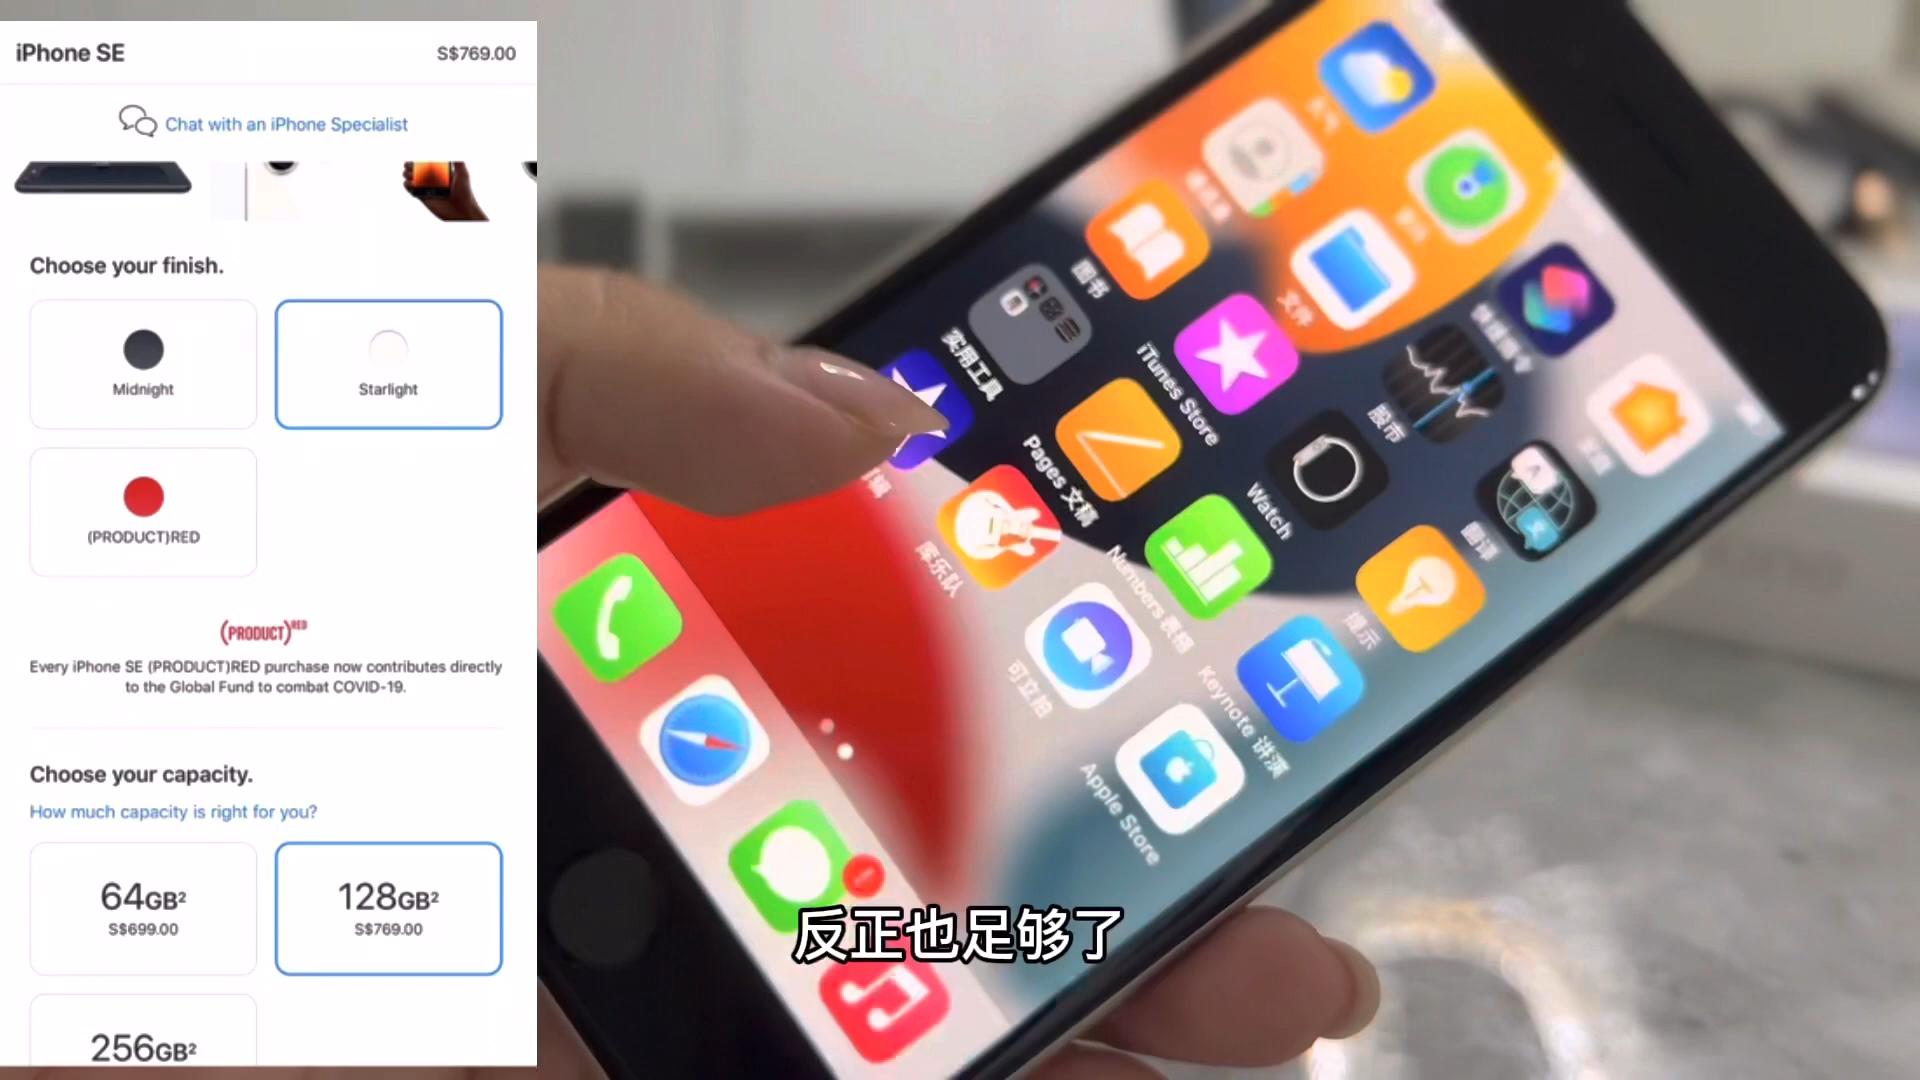 iPhone SE
S$769.00
Chat with an iPhone Specialist
Choose your finish.
Midnight
Starlight
(PRODUCT)RED
(PRODUCT)RED
Every iPhone SE (PRODUCT)RED purchase now contributes directly
to the Global Fund to combat COVID-19.
Choose your capacity.
How much capacity is right for you?
64GB²
S$699.00
128GB²
S$769.00
256GB²
图书
文件
快捷指令
实用工具
iTunes Store
股市
Pages 文稿
Watch
翻译
库乐队
Numbers 表格
提示
可立拍
Keynote 讲演
Apple Store
反正也足够了